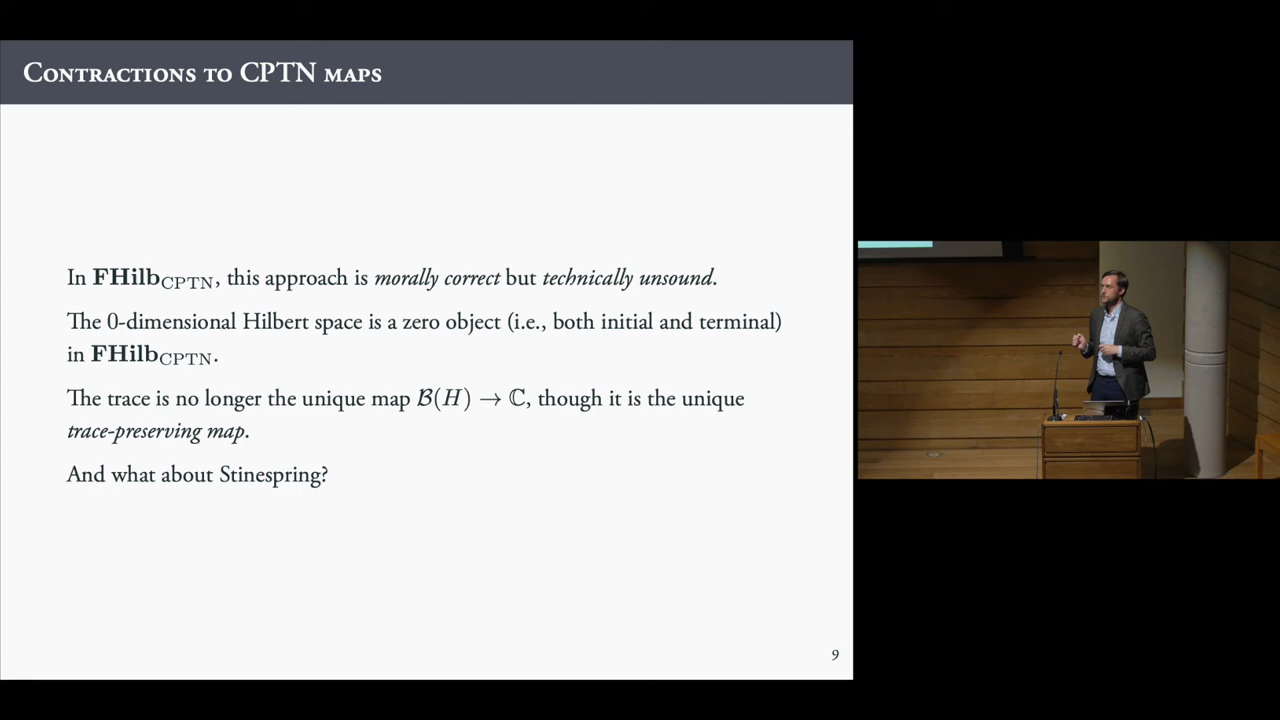 Contractions to CPTN maps
In FHilb_CPTN, this approach is morally correct but technically unsound.
The 0-dimensional Hilbert space is a zero object (i.e., both initial and terminal)
in FHilb_CPTN.
The trace is no longer the unique map ℬ(H) → ℂ, though it is the unique
trace-preserving map.
And what about Stinespring?
9